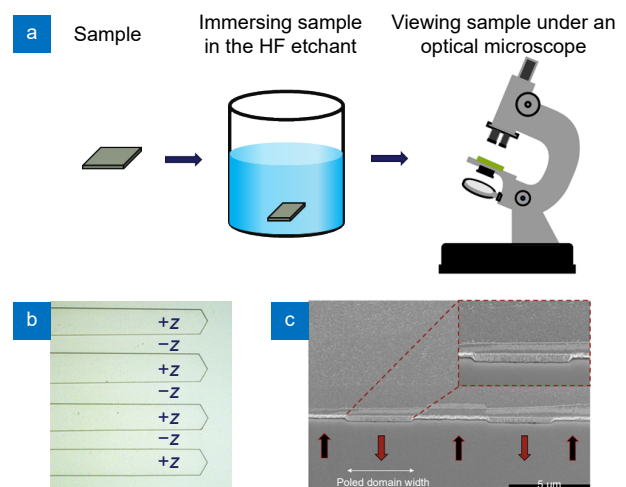 a
Sample
Immersing sample
in the HF etchant
Viewing sample under an
optical microscope
b
+z
−z
+z
−z
+z
−z
+z
c
Poled domain width
5 μm